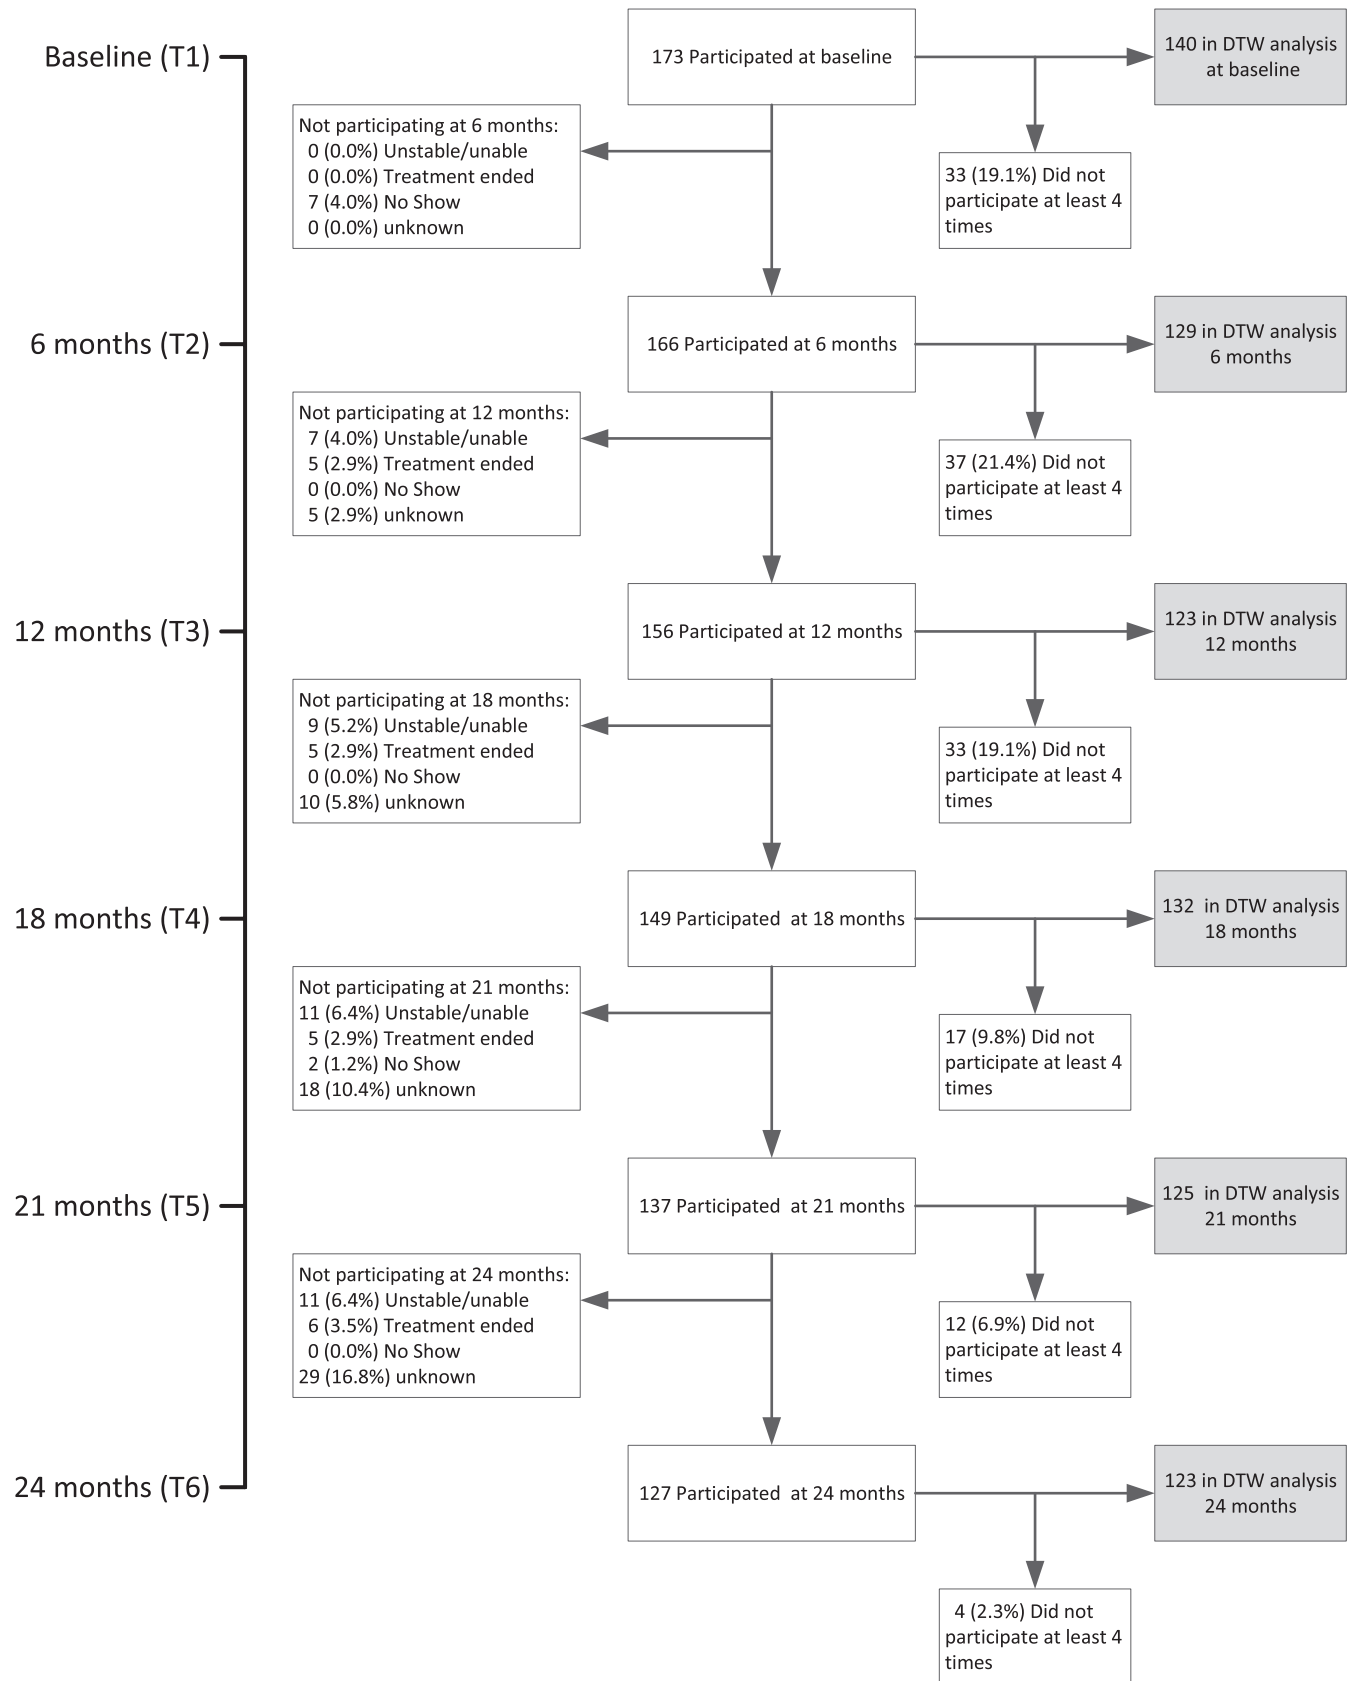 Baseline (T1)
173 Participated at baseline
140 in DTW analysis
at baseline
Not participating at 6 months:
0 (0.0%) Unstable/unable
0 (0.0%) Treatment ended
7 (4.0%) No Show
0 (0.0%) unknown
33 (19.1%) Did not
participate at least 4
times
6 months (T2)
166 Participated at 6 months
129 in DTW analysis
6 months
Not participating at 12 months:
7 (4.0%) Unstable/unable
5 (2.9%) Treatment ended
0 (0.0%) No Show
5 (2.9%) unknown
37 (21.4%) Did not
participate at least 4
times
12 months (T3)
156 Participated at 12 months
123 in DTW analysis
12 months
Not participating at 18 months:
9 (5.2%) Unstable/unable
5 (2.9%) Treatment ended
0 (0.0%) No Show
10 (5.8%) unknown
33 (19.1%) Did not
participate at least 4
times
18 months (T4)
149 Participated at 18 months
132 in DTW analysis
18 months
Not participating at 21 months:
11 (6.4%) Unstable/unable
5 (2.9%) Treatment ended
2 (1.2%) No Show
18 (10.4%) unknown
17 (9.8%) Did not
participate at least 4
times
21 months (T5)
137 Participated at 21 months
125 in DTW analysis
21 months
Not participating at 24 months:
11 (6.4%) Unstable/unable
6 (3.5%) Treatment ended
0 (0.0%) No Show
29 (16.8%) unknown
12 (6.9%) Did not
participate at least 4
times
24 months (T6)
127 Participated at 24 months
123 in DTW analysis
24 months
4 (2.3%) Did not
participate at least 4
times